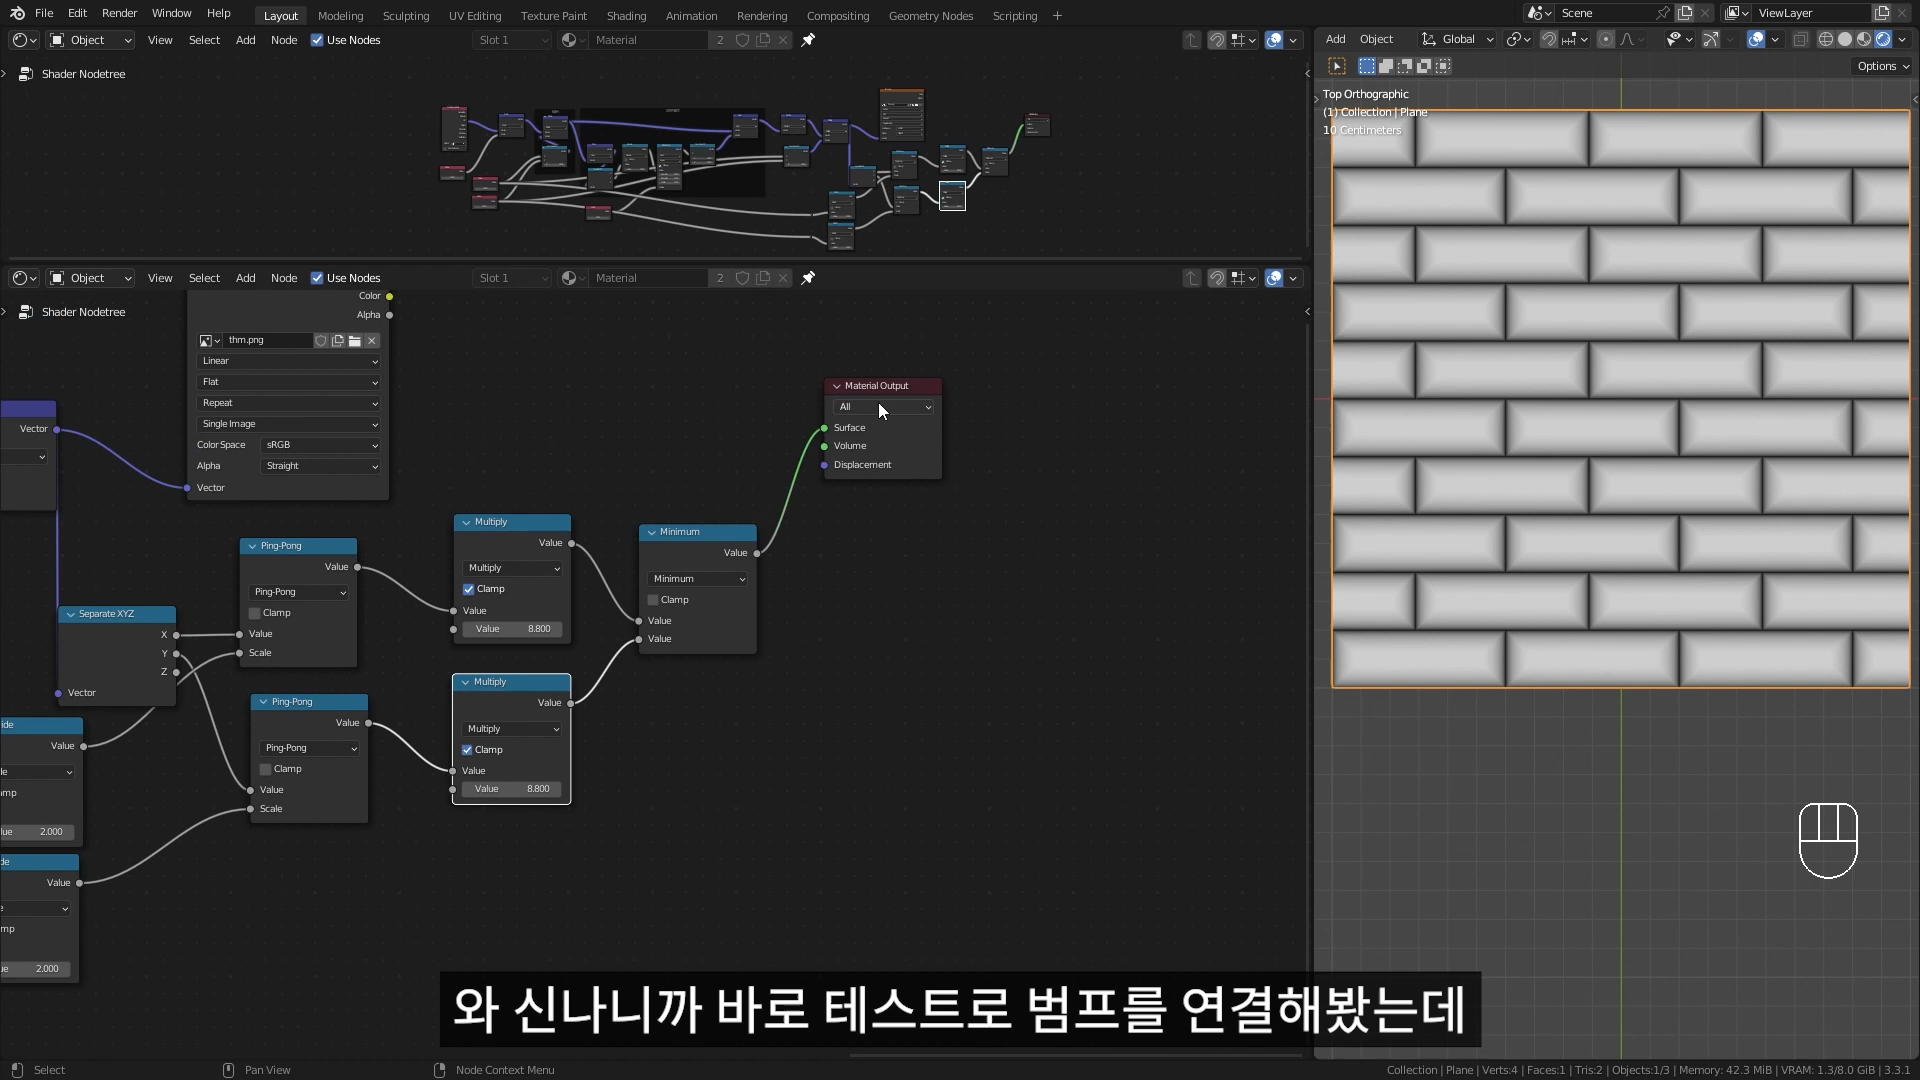 File Edit Render Window Help Layout Modeling Sculpting UV Editing Texture Paint Shading Animation Rendering Compositing Geometry Nodes Scripting + Scene ViewLayer
Object View Select Add Node Use Nodes Slot 1 Material 2 Add Object Global
Options
Shader Nodetree
Top Orthographic
(1) Collection | Plane
10 Centimeters
Object View Select Add Node Use Nodes Slot 1 Material 2
Shader Nodetree
Color
Alpha
thm.png
Linear
Flat
Repeat
Single Image
Color Space sRGB
Alpha Straight
Vector
Vector
Material Output
All
Surface
Volume
Displacement
Multiply
Value
Multiply
Clamp
Value
Value 8.800
Minimum
Value
Minimum
Clamp
Value
Value
Ping-Pong
Value
Ping-Pong
Clamp
Value
Scale
Separate XYZ
X
Y
Z
Vector
Ping-Pong
Value
Ping-Pong
Clamp
Value
Scale
Multiply
Value
Multiply
Clamp
Value
Value 8.800
ide
Value
de
mp
lue 2.000
de
Value
e
mp
ue 2.000
와 신나니까 바로 테스트로 범프를 연결해봤는데
Select Pan View Node Context Menu Collection | Plane | Verts:4 | Faces:1 | Tris:2 | Objects:1/3 | Memory: 42.3 MiB | VRAM: 1.3/8.0 GiB | 3.3.1